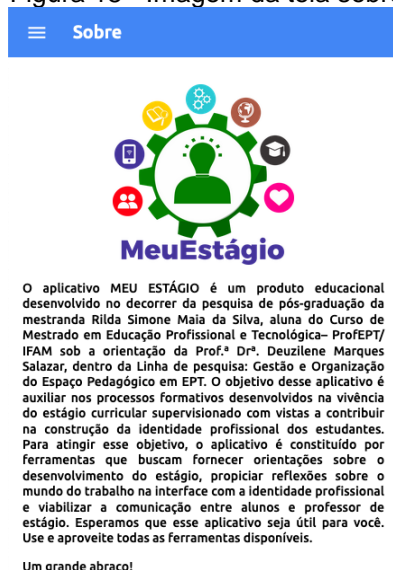 Figura 18 - Imagem da tela sobre
Sobre
MeuEstágio
O aplicativo MEU ESTÁGIO é um produto educacional
desenvolvido no decorrer da pesquisa de pós-graduação da
mestranda Rilda Simone Maia da Silva, aluna do Curso de
Mestrado em Educação Profissional e Tecnológica– ProfEPT/
IFAM sob a orientação da Prof.ª Drª. Deuzilene Marques
Salazar, dentro da Linha de pesquisa: Gestão e Organização
do Espaço Pedagógico em EPT. O objetivo desse aplicativo é
auxiliar nos processos formativos desenvolvidos na vivência
do estágio curricular supervisionado com vistas a contribuir
na construção da identidade profissional dos estudantes.
Para atingir esse objetivo, o aplicativo é constituído por
ferramentas que buscam fornecer orientações sobre o
desenvolvimento do estágio, propiciar reflexões sobre o
mundo do trabalho na interface com a identidade profissional
e viabilizar a comunicação entre alunos e professor de
estágio. Esperamos que esse aplicativo seja útil para você.
Use e aproveite todas as ferramentas disponíveis.
Um grande abraço!